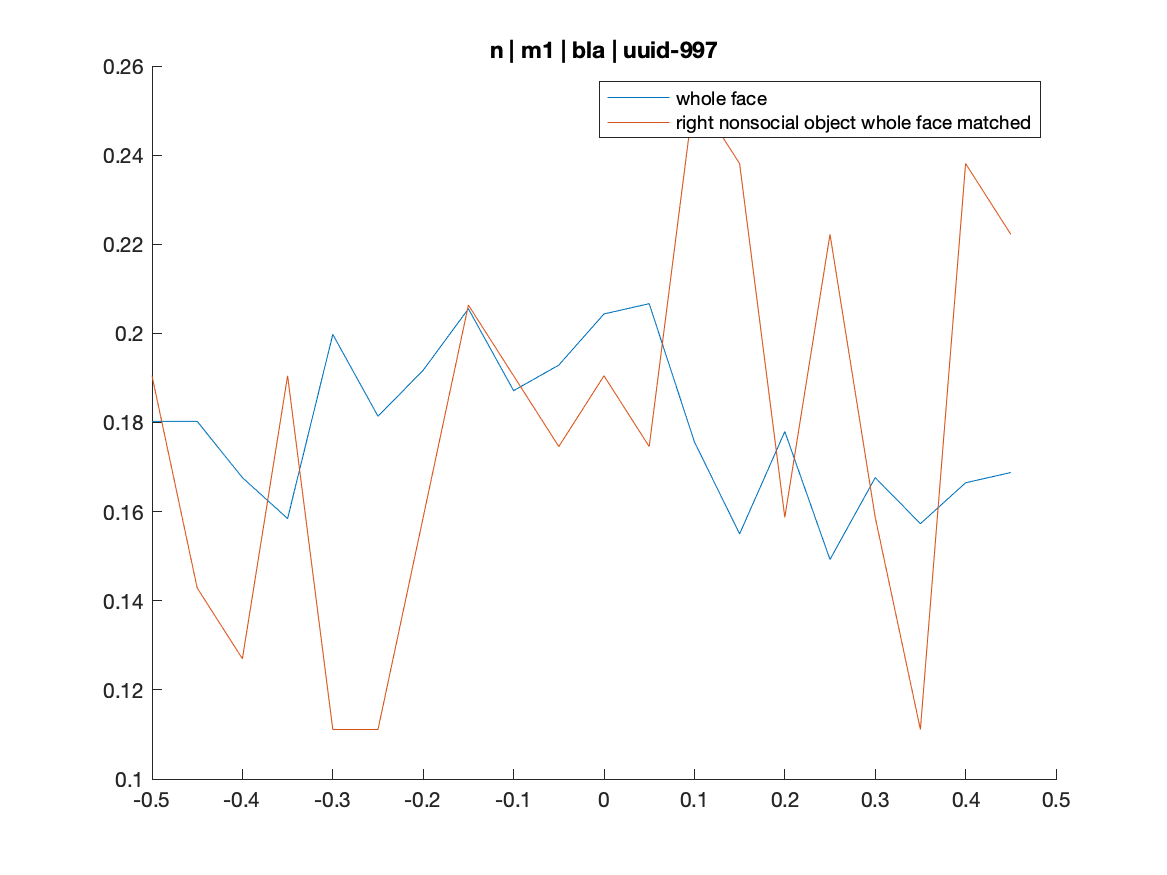 n | m1 | bla | uuid-997
0.26
whole face
right nonsocial object whole face matched
0.24
0.22
0.2
0.18
0.16
0.14
0.12
0.1
-0.5 -0.4 -0.3 -0.2 -0.1 0 0.1 0.2 0.3 0.4 0.5